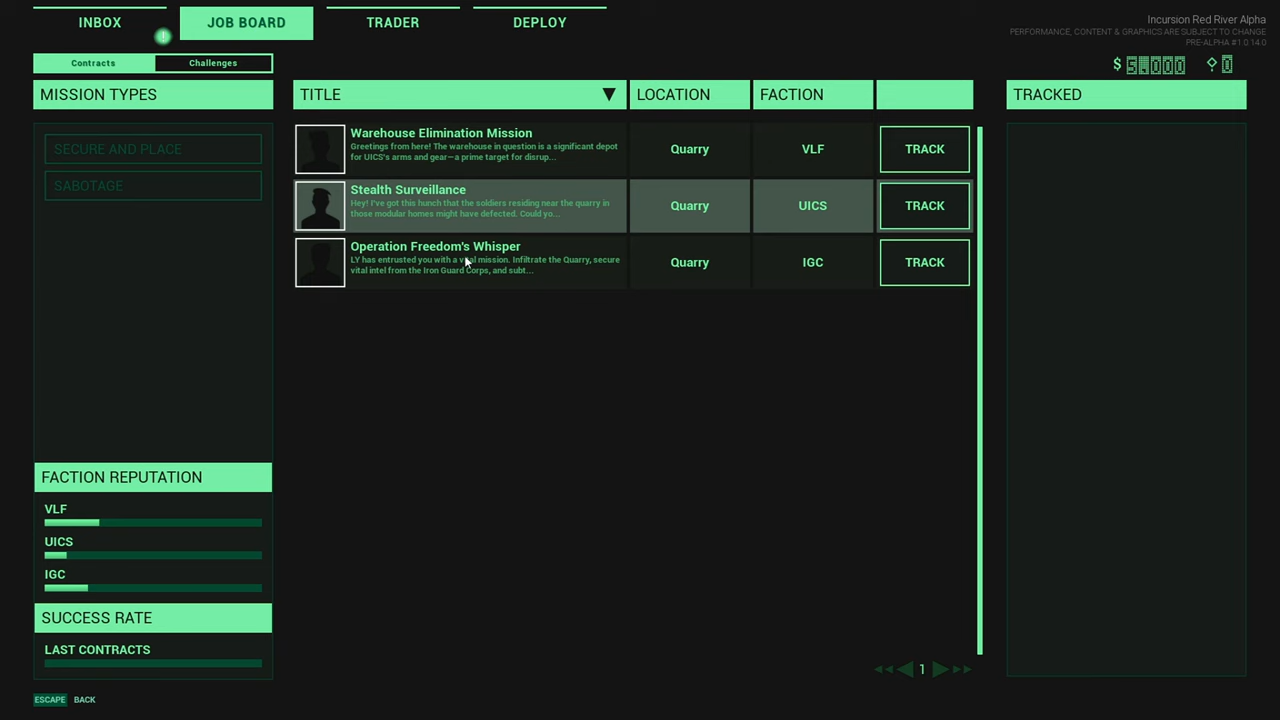 INBOX
JOB BOARD
TRADER
DEPLOY
Incursion Red River Alpha
PERFORMANCE, CONTENT & GRAPHICS ARE SUBJECT TO CHANGE
PRE-ALPHA #1.0.14.0
!
Contracts
Challenges
$
MISSION TYPES
TITLE
LOCATION
FACTION
TRACKED
SECURE AND PLACE
SABOTAGE
Warehouse Elimination Mission
Greetings from here! The warehouse in question is a significant depot
for UICS's arms and gear—a prime target for disrup...
Quarry
VLF
TRACK
Stealth Surveillance
Hey! I've got this hunch that the soldiers residing near the quarry in
those modular homes might have defected. Could yo...
Quarry
UICS
TRACK
Operation Freedom's Whisper
LY has entrusted you with a vital mission. Infiltrate the Quarry, secure
vital intel from the Iron Guard Corps, and subt...
Quarry
IGC
TRACK
FACTION REPUTATION
VLF
UICS
IGC
SUCCESS RATE
LAST CONTRACTS
1
ESCAPE BACK